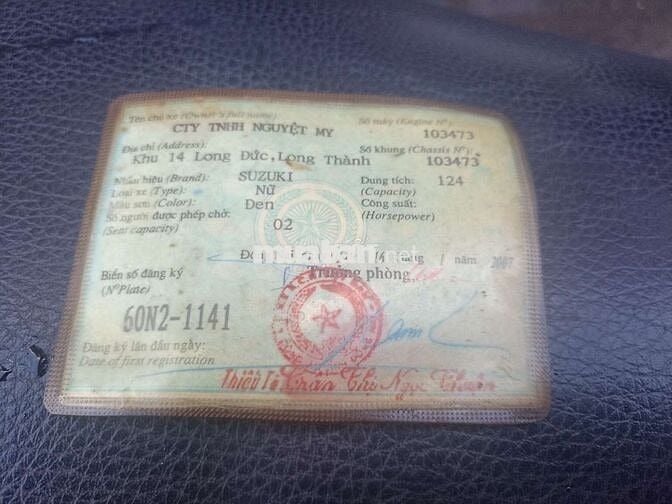 Tên chủ xe (Owner's full name)
Số máy (Engine Nº)
CTY TNHH NGUYỆT MY
103473
Địa chỉ (Address):
Số khung (Chassis Nº)
Khu 14 Long Đức, Long Thành
103473
Nhãn hiệu (Brand):
SUZUKI
Dung tích:
124
(Capacity)
Loại xe (Type):
Nữ
Màu sơn (Color):
Đen
Công suất:
(Horsepower)
Số người được phép chở:
02
(Seat capacity)
năm
Trưởng phòng
Biển số đăng ký
(Nº Plate)
60N2-1141
Đăng ký lần đầu ngày:
Date of first registration
Thiếu Tá Trần Thị Ngọc